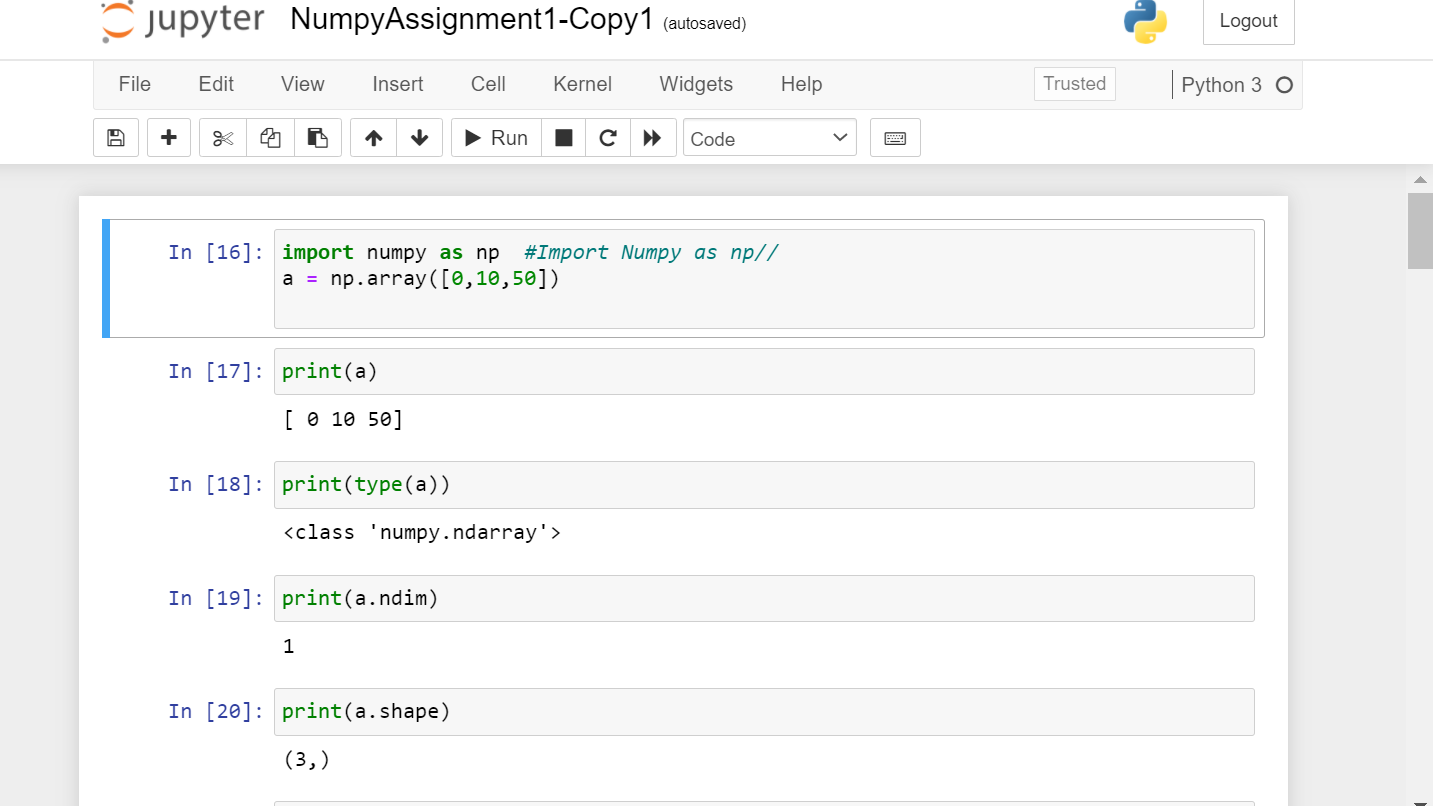 jupyter NumpyAssignment1-Copy1 (autosaved) Logout
File Edit View Insert Cell Kernel Widgets Help Trusted Python 3
Run Code
In [16]: import numpy as np  #Import Numpy as np//
a = np.array([0,10,50])
In [17]: print(a)
[ 0 10 50]
In [18]: print(type(a))
<class 'numpy.ndarray'>
In [19]: print(a.ndim)
1
In [20]: print(a.shape)
(3,)